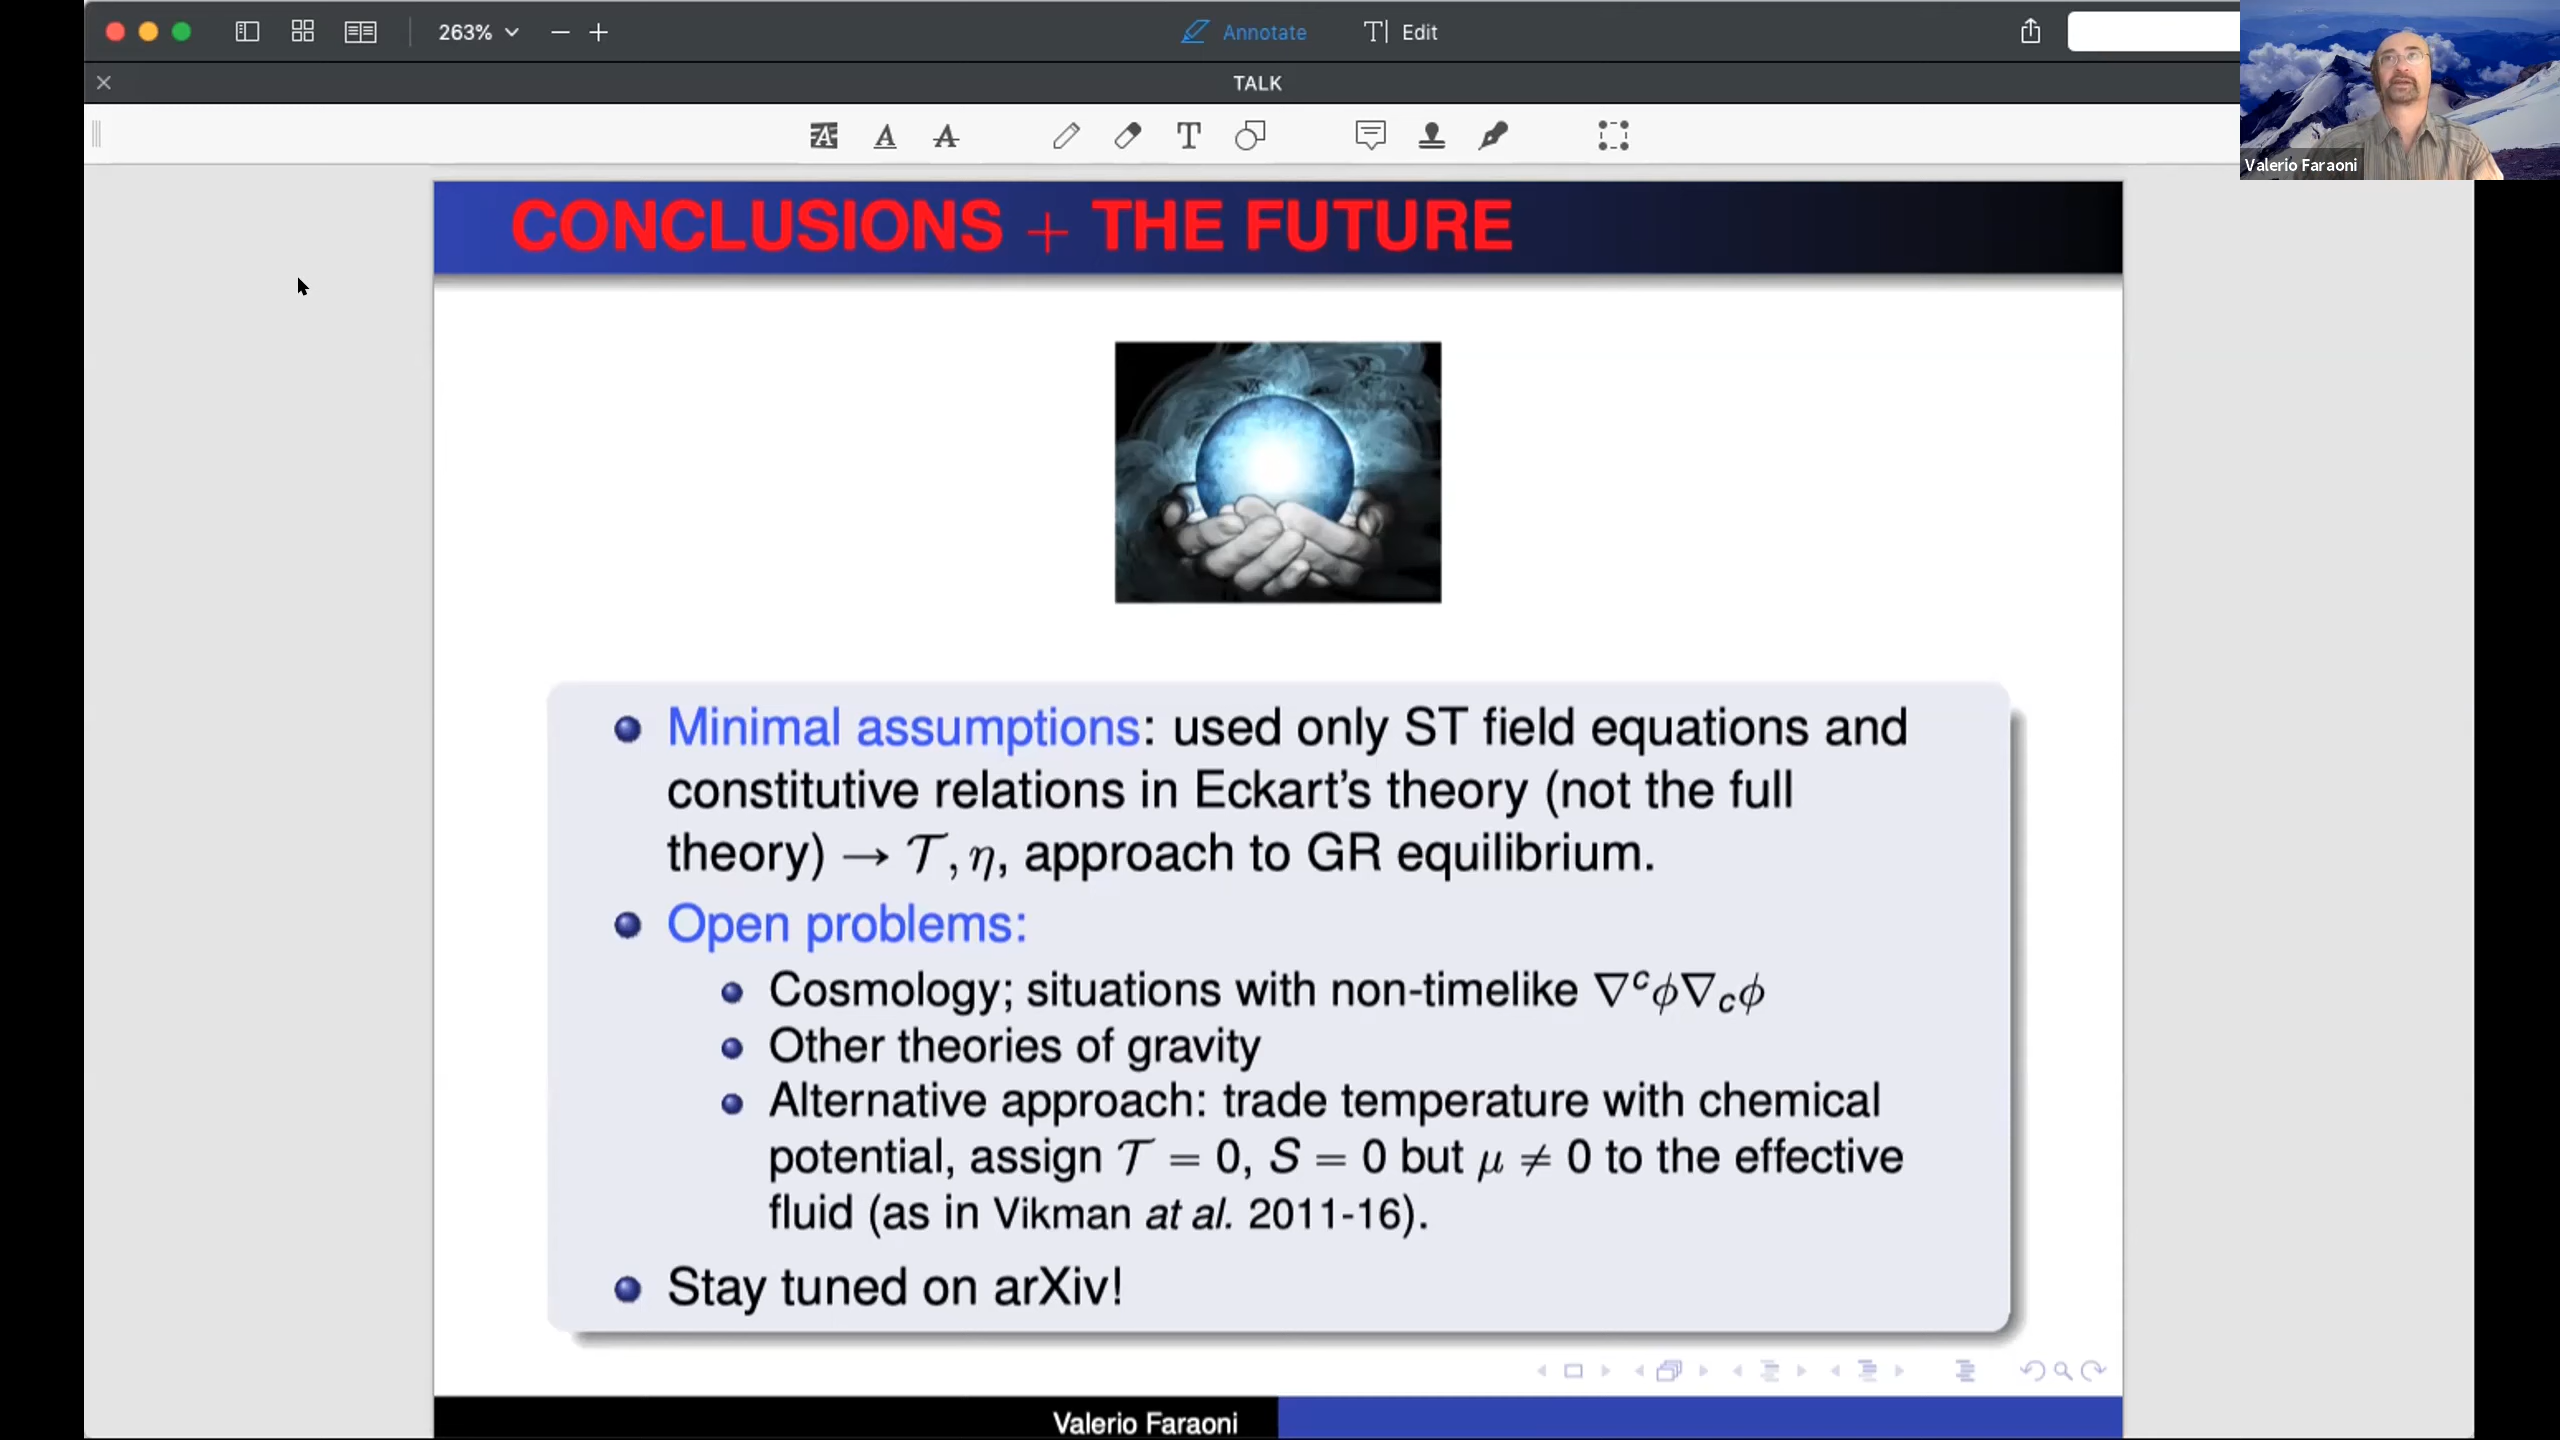 263%
Annotate
Edit
TALK
Valerio Faraoni
CONCLUSIONS + THE FUTURE
Minimal assumptions: used only ST field equations and
constitutive relations in Eckart's theory (not the full
theory) → 𝒯, η, approach to GR equilibrium.
Open problems:
Cosmology; situations with non-timelike ∇ᶜϕ∇꜀ϕ
Other theories of gravity
Alternative approach: trade temperature with chemical
potential, assign 𝒯 = 0, S = 0 but μ ≠ 0 to the effective
fluid (as in Vikman at al. 2011-16).
Stay tuned on arXiv!
Valerio Faraoni